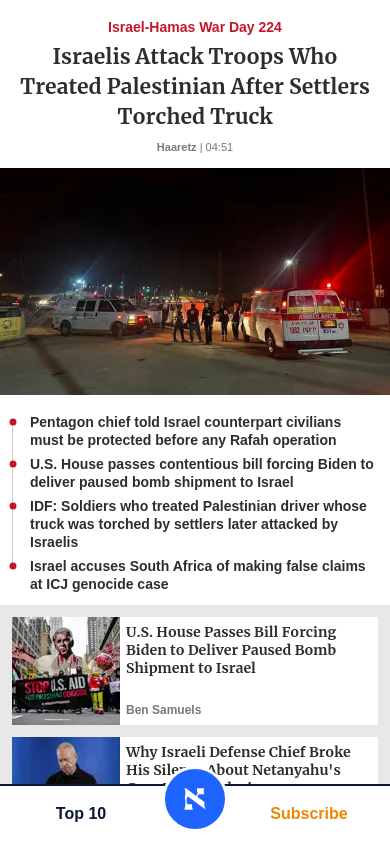 Israel-Hamas War Day 224
Israelis Attack Troops Who
Treated Palestinian After Settlers
Torched Truck
Haaretz | 04:51
AMBULANCE
Pentagon chief told Israel counterpart civilians
must be protected before any Rafah operation
U.S. House passes contentious bill forcing Biden to
deliver paused bomb shipment to Israel
IDF: Soldiers who treated Palestinian driver whose
truck was torched by settlers later attacked by
Israelis
Israel accuses South Africa of making false claims
at ICJ genocide case
U.S. House Passes Bill Forcing
Biden to Deliver Paused Bomb
Shipment to Israel
STOP U.S. AID
Ben Samuels
Why Israeli Defense Chief Broke
His About Netanyahu's
Top 10
Subscribe